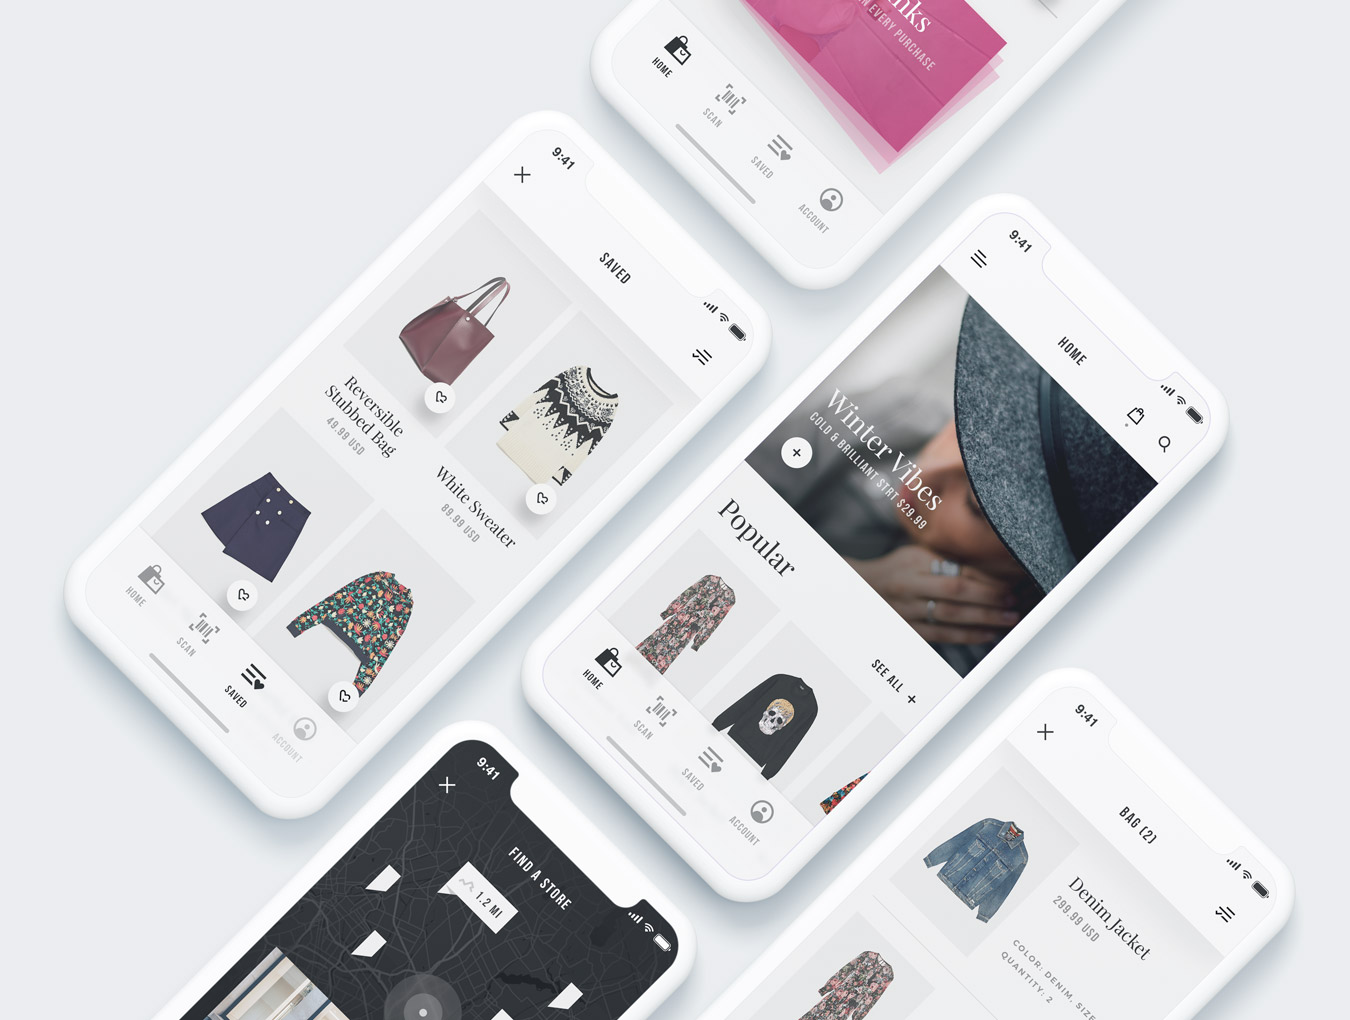 nks
N EVERY PURCHASE
HOME
SCAN
SAVED
ACCOUNT
9:41
SAVED
Reversible
Stubbed Bag
49.99 USD
White Sweater
89.99 USD
HOME
SCAN
SAVED
ACCOUNT
9:41
HOME
Winter Vibes
COLD & BRILLIANT STRT $29.99
Popular
SEE ALL +
HOME
SCAN
SAVED
ACCOUNT
9:41
FIND A STORE
1.2 MI
9:41
BAG (2)
Denim Jacket
299.99 USD
COLOR: DENIM, SIZE
QUANTITY: 2